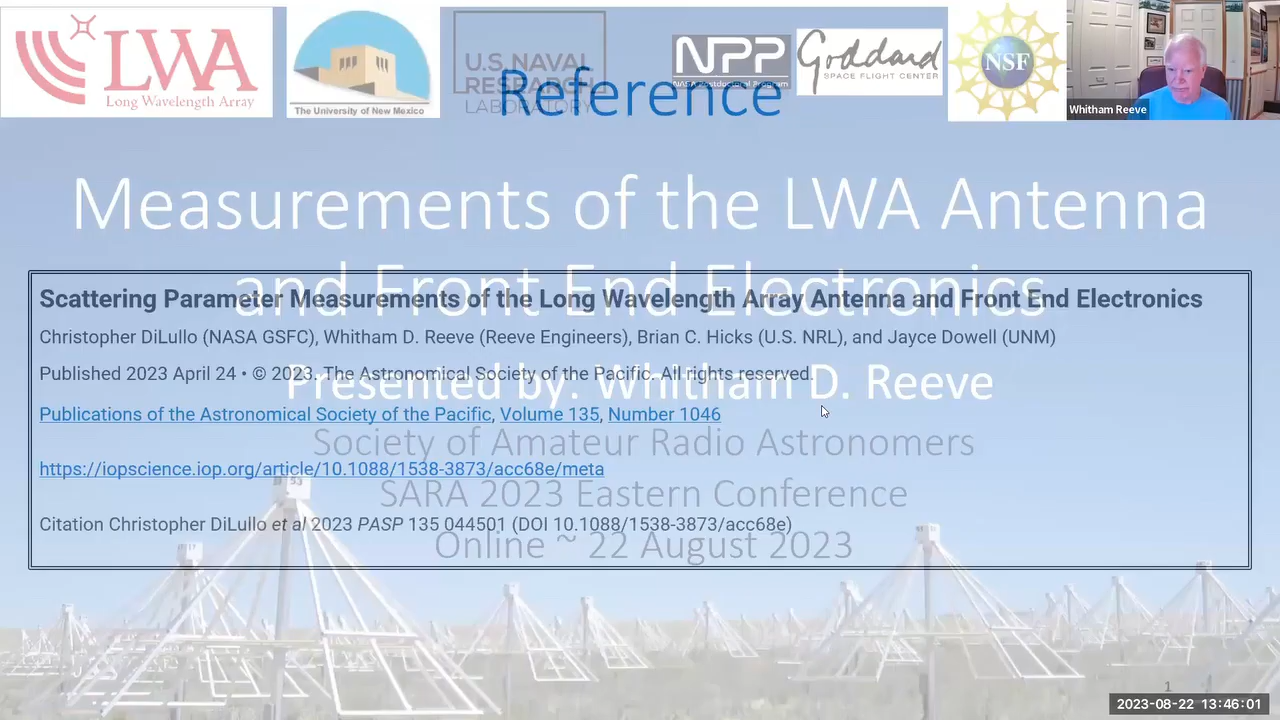 LWA
Long Wavelength Array
The University of New Mexico
U.S. NAVAL
RESEARCH
LABORATORY
NPP
NASA Postdoctoral Program
Goddard
SPACE FLIGHT CENTER
NSF
Whitham Reeve
Reference
Measurements of the LWA Antenna
and Front End Electronics
Scattering Parameter Measurements of the Long Wavelength Array Antenna and Front End Electronics
Christopher DiLullo (NASA GSFC), Whitham D. Reeve (Reeve Engineers), Brian C. Hicks (U.S. NRL), and Jayce Dowell (UNM)
Published 2023 April 24 • © 2023. The Astronomical Society of the Pacific. All rights reserved.
Presented by: Whitham D. Reeve
Publications of the Astronomical Society of the Pacific, Volume 135, Number 1046
Society of Amateur Radio Astronomers
https://iopscience.iop.org/article/10.1088/1538-3873/acc68e/meta
53
SARA 2023 Eastern Conference
Citation Christopher DiLullo et al 2023 PASP 135 044501 (DOI 10.1088/1538-3873/acc68e)
Online ~ 22 August 2023
1
2023-08-22 13:46:01